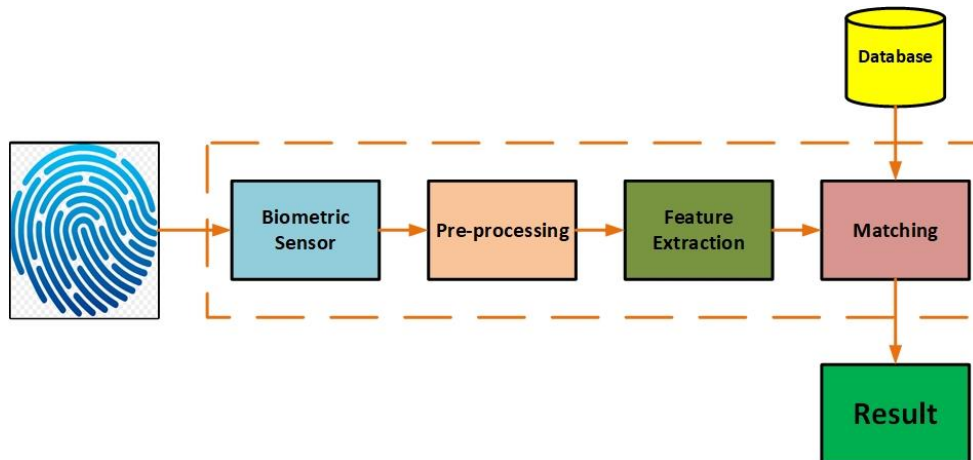 Database
Biometric
Sensor
Pre-processing
Feature
Extraction
Matching
Result